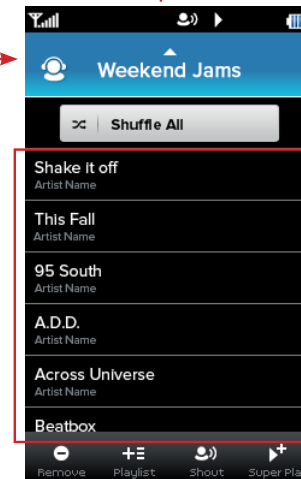 Weekend Jams
Shuffle All
Shake it off
Artist Name
This Fall
Artist Name
95 South
Artist Name
A.D.D.
Artist Name
Across Universe
Artist Name
Beatbox
Remove Playlist Shout Super Pla